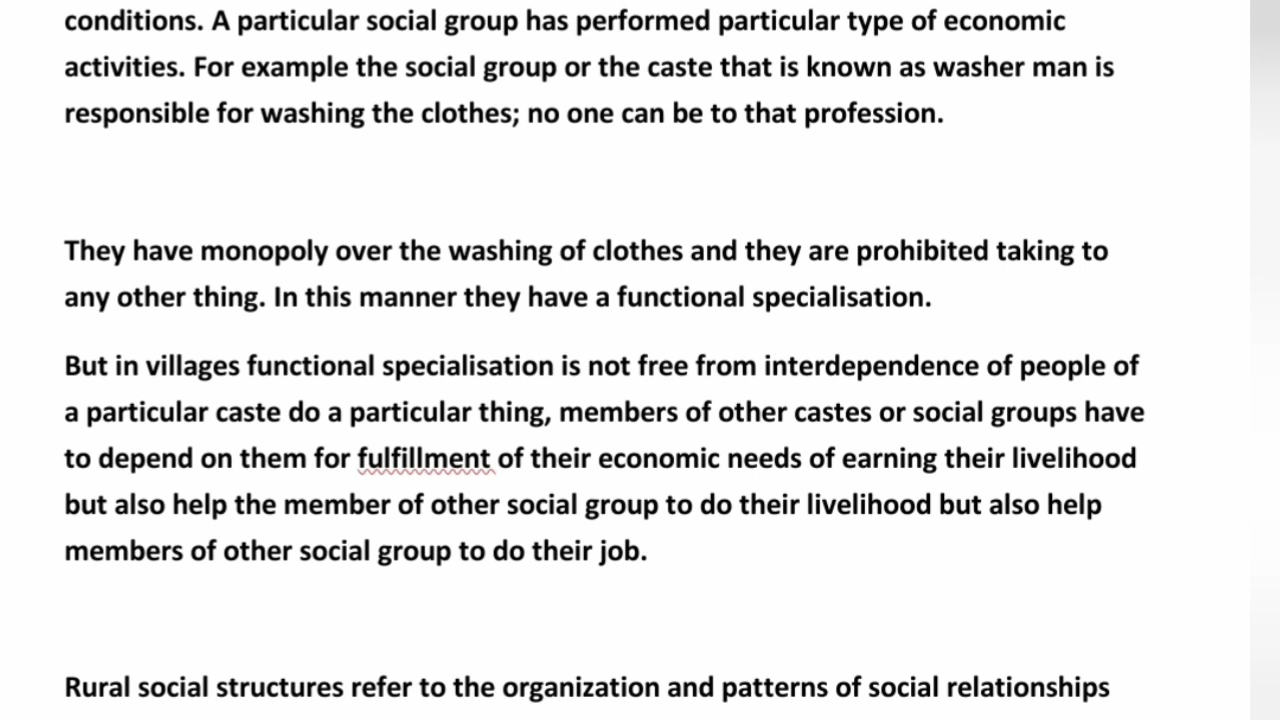 conditions. A particular social group has performed particular type of economic
activities. For example the social group or the caste that is known as washer man is
responsible for washing the clothes; no one can be to that profession.
They have monopoly over the washing of clothes and they are prohibited taking to
any other thing. In this manner they have a functional specialisation.
But in villages functional specialisation is not free from interdependence of people of
a particular caste do a particular thing, members of other castes or social groups have
to depend on them for fulfillment of their economic needs of earning their livelihood
but also help the member of other social group to do their livelihood but also help
members of other social group to do their job.
Rural social structures refer to the organization and patterns of social relationships